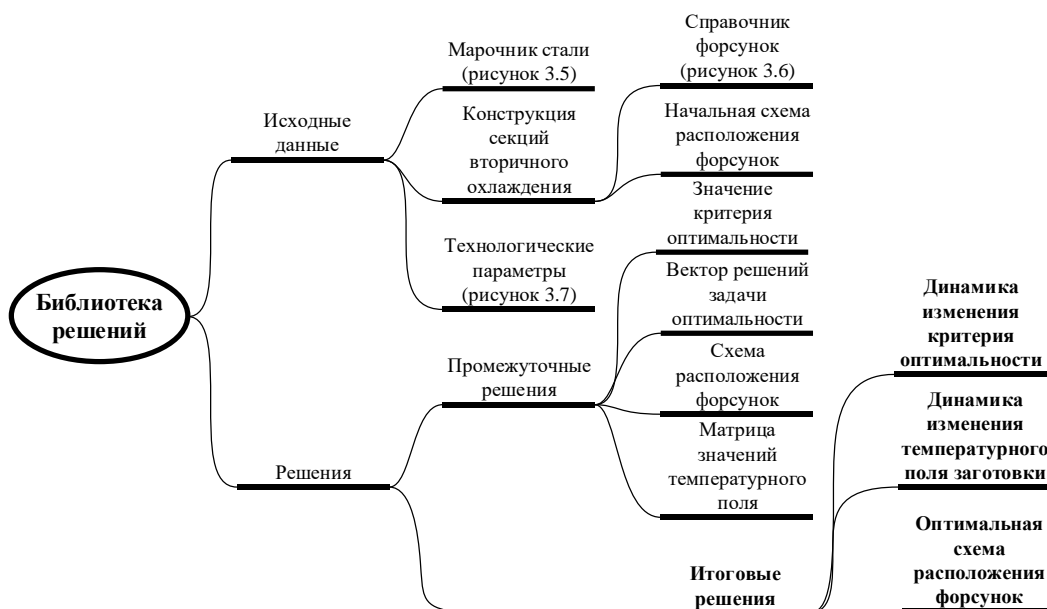 Библиотека
решений
Исходные
данные
Марочник стали
(рисунок 3.5)
Конструкция
секций
вторичного
охлаждения
Справочник
форсунок
(рисунок 3.6)
Начальная схема
расположения
форсунок
Технологические
параметры
(рисунок 3.7)
Решения
Промежуточные
решения
Значение
критерия
оптимальности
Вектор решений
задачи
оптимальности
Схема
расположения
форсунок
Матрица
значений
температурного
поля
Итоговые
решения
Динамика
изменения
критерия
оптимальности
Динамика
изменения
температурного
поля заготовки
Оптимальная
схема
расположения
форсунок